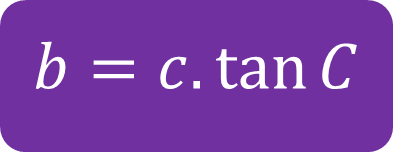 b = c. tan C